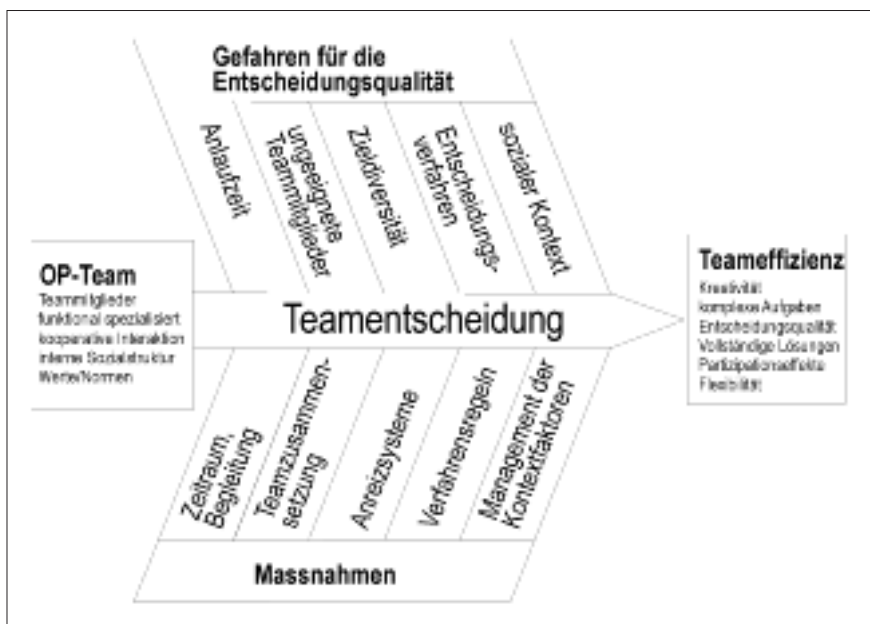 Gefahren für die
Entscheidungsqualität
Anlaufzeit
ungeeignete
Teammitglieder
Zieldiversität
Entscheidungs-
verfahren
sozialer Kontext
OP-Team
Teammitglieder
funktional spezialisiert
kooperative Interaktion
interne Sozialstruktur
Werte/Normen
Teamentscheidung
Teameffizienz
Kreativität
komplexe Aufgaben
Entscheidungsqualität
Vollständige Lösungen
Partizipationseffekte
Flexibilität
Zeitraum,
Begleitung
Teamzusammen-
setzung
Anreizsysteme
Verfahrensregeln
Management der
Kontextfaktoren
Massnahmen